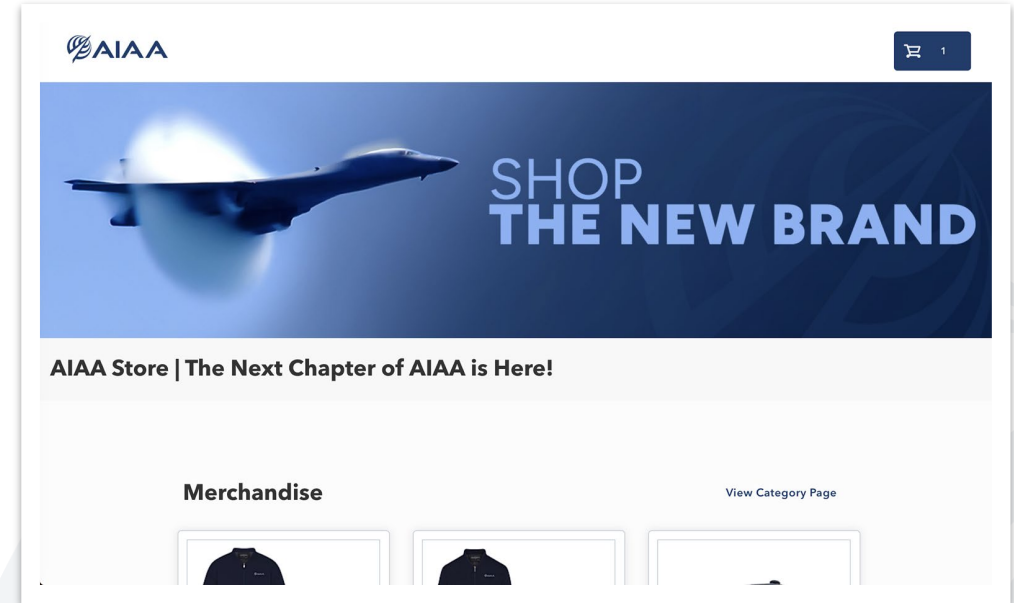 AIAA
1
SHOP
THE NEW BRAND
AIAA Store | The Next Chapter of AIAA is Here!
Merchandise
View Category Page